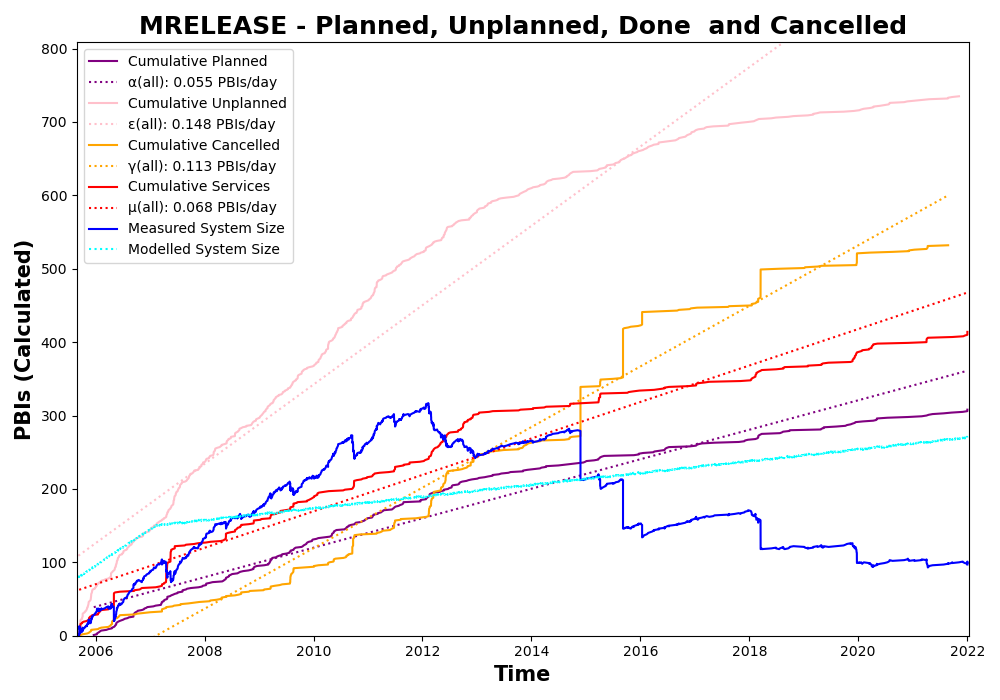 MRELEASE - Planned, Unplanned, Done  and Cancelled
Cumulative Planned
α(all): 0.055 PBIs/day
Cumulative Unplanned
ε(all): 0.148 PBIs/day
Cumulative Cancelled
γ(all): 0.113 PBIs/day
Cumulative Services
μ(all): 0.068 PBIs/day
Measured System Size
Modelled System Size
PBIs (Calculated)
800
700
600
500
400
300
200
100
0
2006 2008 2010 2012 2014 2016 2018 2020 2022
Time